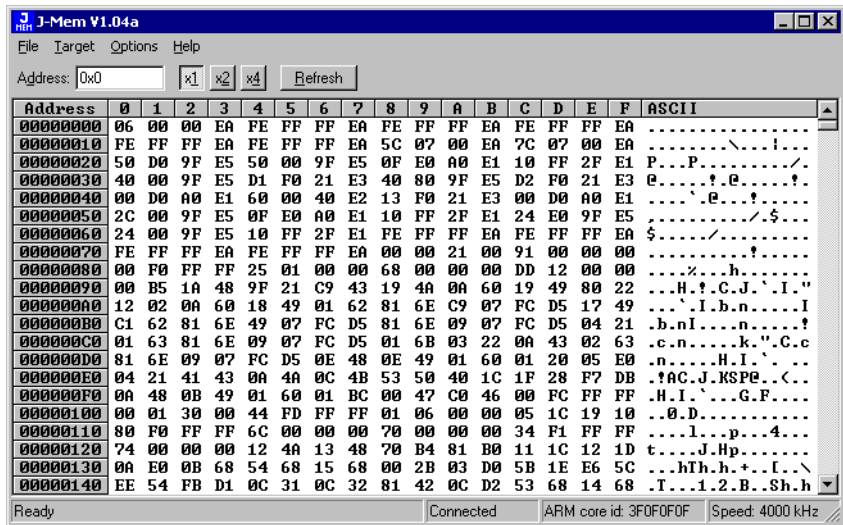 J-Mem V1.04a
File Target Options Help
Address: 0x0 x1 x2 x4 Refresh
Address 0 1 2 3 4 5 6 7 8 9 A B C D E F ASCII
00000000 06 00 00 EA FE FF FF EA FE FF FF EA FE FF FF EA ................
00000010 FE FF FF EA FE FF FF EA 5C 07 00 EA 7C 07 00 EA ........\...|...
00000020 50 D0 9F E5 50 00 9F E5 0F E0 A0 E1 10 FF 2F E1 P...P........./.
00000030 40 00 9F E5 D1 F0 21 E3 40 80 9F E5 D2 F0 21 E3 @.....!.@.....!.
00000040 00 D0 A0 E1 60 00 40 E2 13 F0 21 E3 00 D0 A0 E1 ....`.@...!.....
00000050 2C 00 9F E5 0F E0 A0 E1 10 FF 2F E1 24 E0 9F E5 ,........./.$...
00000060 24 00 9F E5 10 FF 2F E1 FE FF FF EA FE FF FF EA $...../.........
00000070 FE FF FF EA FE FF FF EA 00 00 21 00 91 00 00 00 ..........!.....
00000080 00 F0 FF FF 25 01 00 00 68 00 00 00 DD 12 00 00 ....%...h.......
00000090 00 B5 1A 48 9F 21 C9 43 19 4A 0A 60 19 49 80 22 ...H.!.C.J.`.I."
000000A0 12 02 0A 60 18 49 01 62 81 6E C9 07 FC D5 17 49 ...`.I.b.n.....I
000000B0 C1 62 81 6E 49 07 FC D5 81 6E 09 07 FC D5 04 21 .b.nI....n.....!
000000C0 01 63 81 6E 09 07 FC D5 01 6B 03 22 0A 43 02 63 .c.n.....k.".C.c
000000D0 81 6E 09 07 FC D5 0E 48 0E 49 01 60 01 20 05 E0 .n.....H.I.`. ..
000000E0 04 21 41 43 0A 4A 0C 4B 53 50 40 1C 1F 28 F7 DB .!AC.J.KSP@..(..
000000F0 0A 48 0B 49 01 60 01 BC 00 47 C0 46 00 FC FF FF .H.I.`...G.F....
00000100 00 01 30 00 44 FD FF FF 01 06 00 00 05 1C 19 10 ..0.D...........
00000110 80 F0 FF FF 6C 00 00 00 70 00 00 00 34 F1 FF FF ....l...p...4...
00000120 74 00 00 00 12 4A 13 48 70 B4 81 B0 11 1C 12 1D t....J.Hp.......
00000130 0A E0 0B 68 54 68 15 68 00 2B 03 D0 5B 1E E6 5C ...hTh.h.+..[..\
00000140 EE 54 FB D1 0C 31 0C 32 81 42 0C D2 53 68 14 68 .T...1.2.B..Sh.h
Ready Connected ARM core id: 3F0F0F0F Speed: 4000 kHz